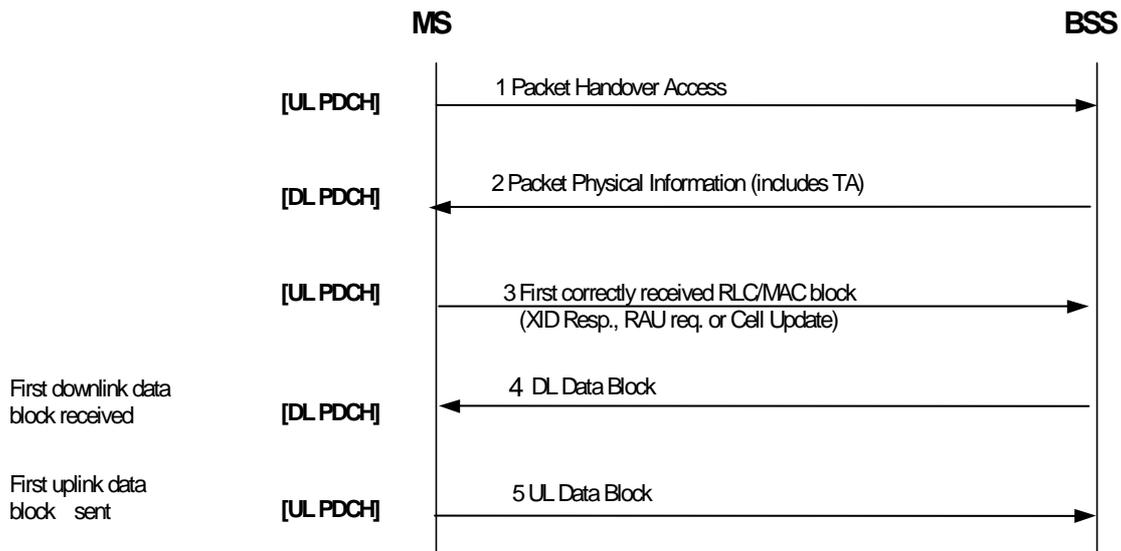 MS BSS
1 Packet Handover Access
[UL PDCH]
2 Packet Physical Information (includes TA)
[DL PDCH]
[UL PDCH]
3 First correctly received RLC/MAC block
(XID Resp., RAU req. or Cell Update)
First downlink data
block received
[DL PDCH]
4 DL Data Block
First uplink data
block sent
[UL PDCH]
5 UL Data Block